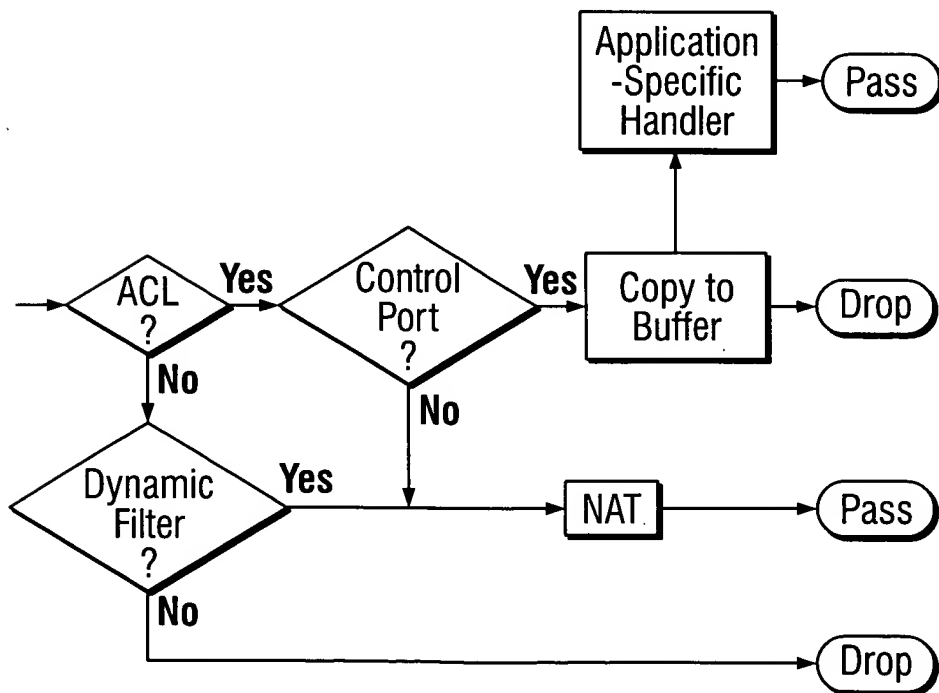 Application
-Specific
Handler
Pass
ACL
?
Yes
Control
Port
?
Yes
Copy to
Buffer
Drop
No
No
Dynamic
Filter
?
Yes
NAT
Pass
No
Drop